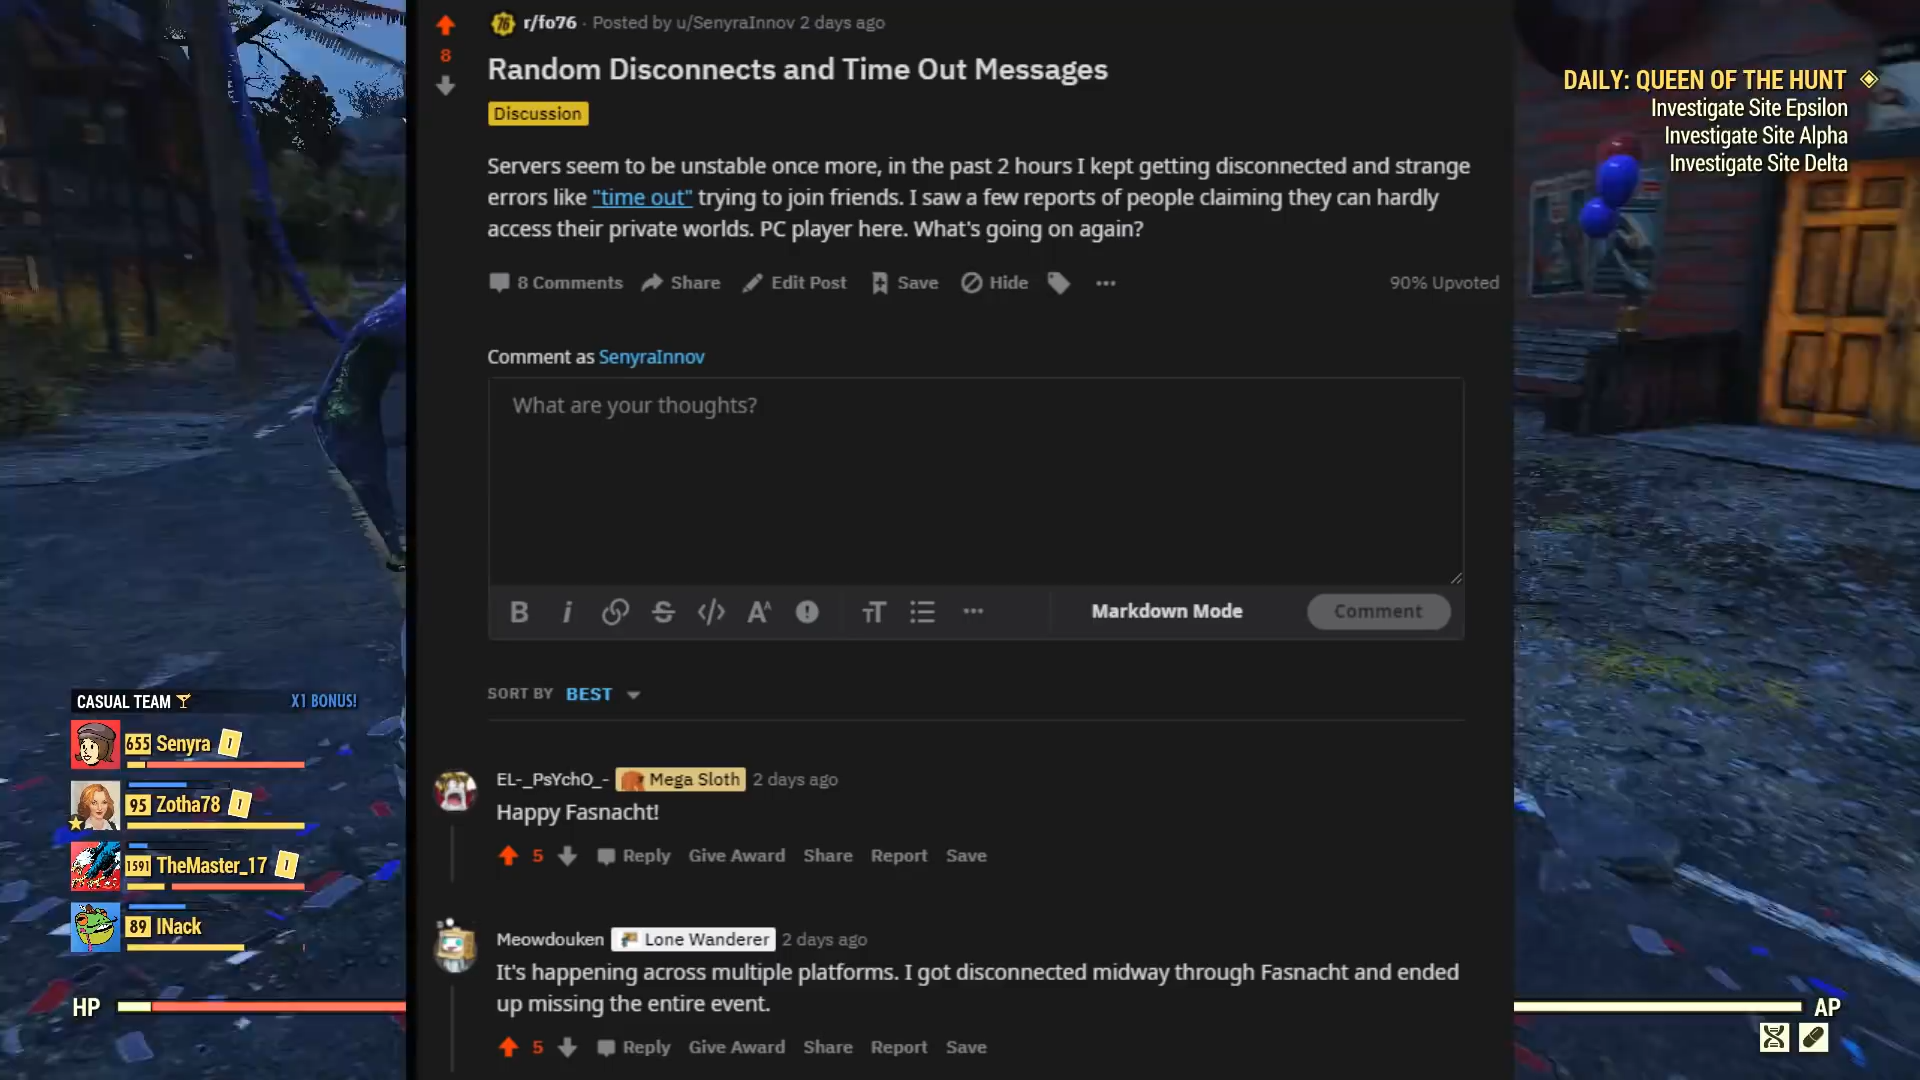 r/fo76 · Posted by u/SenyraInnov 2 days ago
8
Random Disconnects and Time Out Messages
Discussion
Servers seem to be unstable once more, in the past 2 hours I kept getting disconnected and strange
errors like "time out" trying to join friends. I saw a few reports of people claiming they can hardly
access their private worlds. PC player here. What's going on again?
8 Comments Share Edit Post Save Hide ··· 90% Upvoted
Comment as SenyraInnov
What are your thoughts?
B i S </> A^ T T ··· Markdown Mode Comment
SORT BY BEST
EL-_PsYchO_- Mega Sloth 2 days ago
Happy Fasnacht!
5 Reply Give Award Share Report Save
Meowdouken Lone Wanderer 2 days ago
It's happening across multiple platforms. I got disconnected midway through Fasnacht and ended
up missing the entire event.
5 Reply Give Award Share Report Save
DAILY: QUEEN OF THE HUNT
Investigate Site Epsilon
Investigate Site Alpha
Investigate Site Delta
CASUAL TEAM X1 BONUS!
655 Senyra 1
95 Zotha78 1
1591 TheMaster_17 1
89 INack
HP
AP